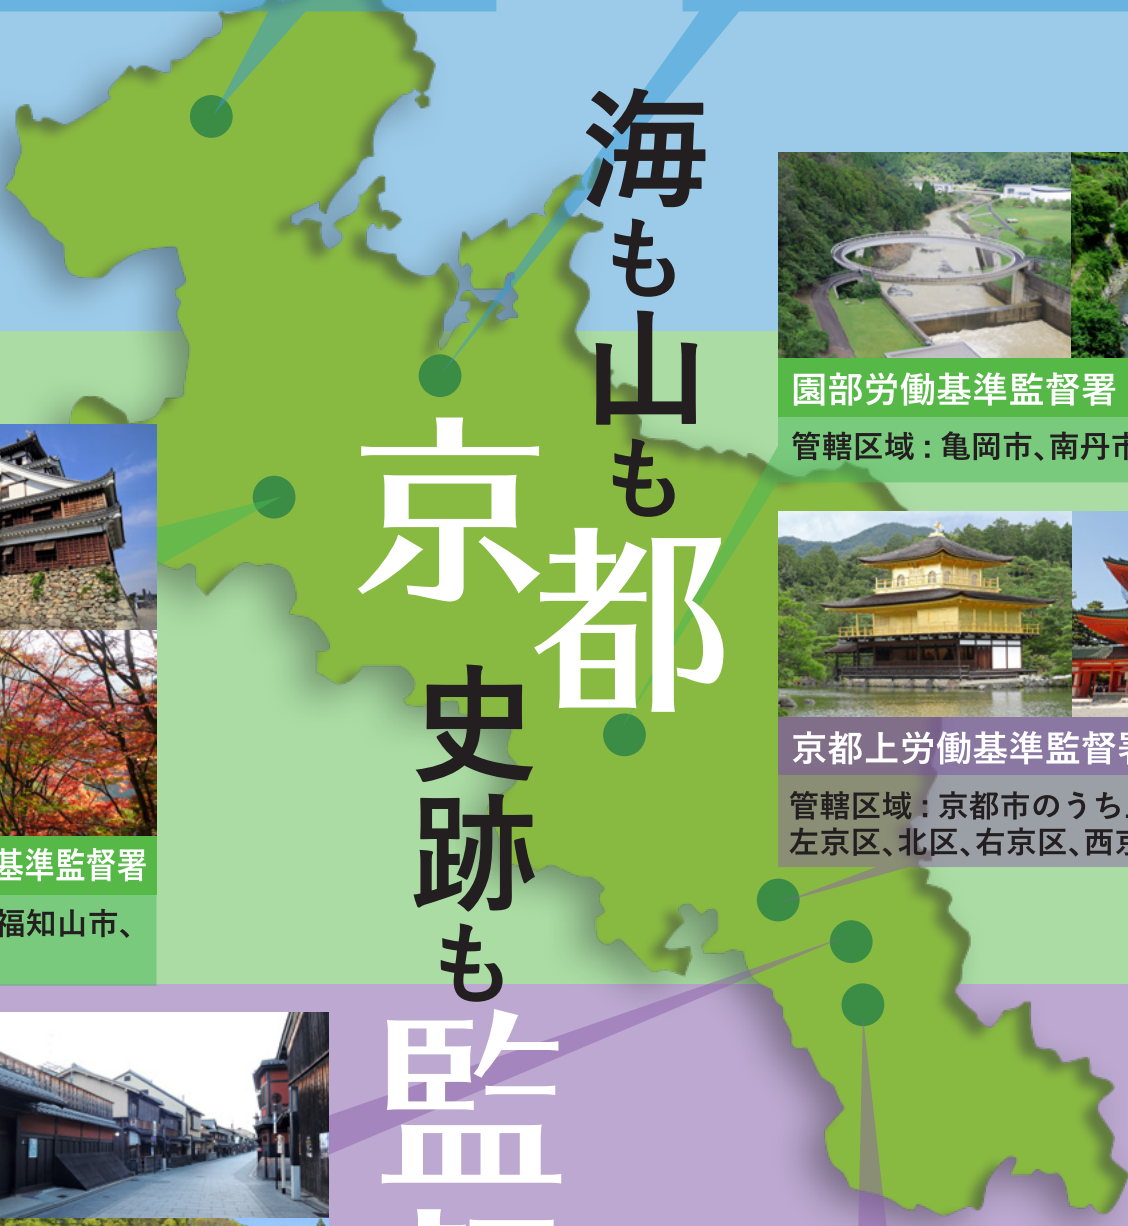 海も山も
京都
史跡も
監
園部労働基準監督署
管轄区域：亀岡市、南丹市
京都上労働基準監督署
管轄区域：京都市のうち
左京区、北区、右京区、西京
基準監督署
福知山市、